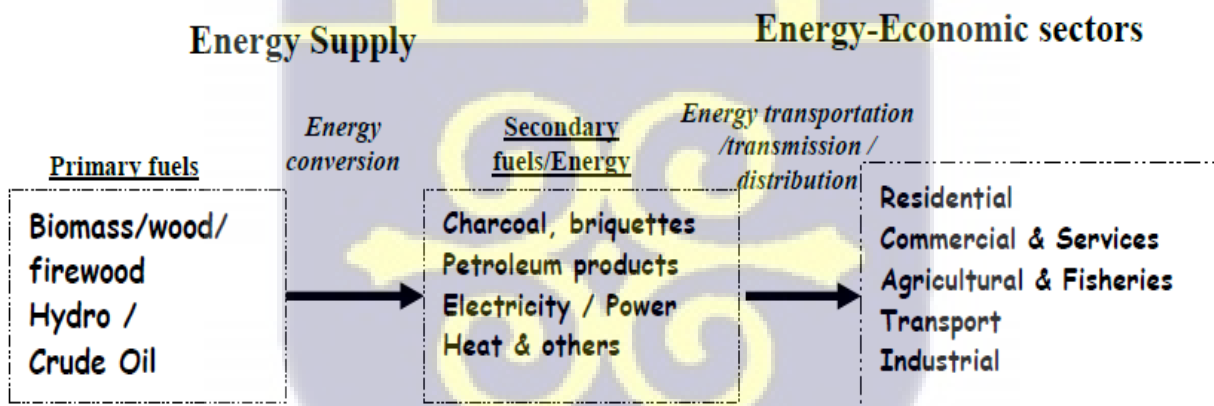 Energy Supply
Energy-Economic sectors
Primary fuels
Energy
conversion
Secondary
fuels/Energy
Energy transportation
/transmission /
distribution
Biomass/wood/
firewood
Hydro /
Crude Oil
Charcoal, briquettes
Petroleum products
Electricity / Power
Heat & others
Residential
Commercial & Services
Agricultural & Fisheries
Transport
Industrial